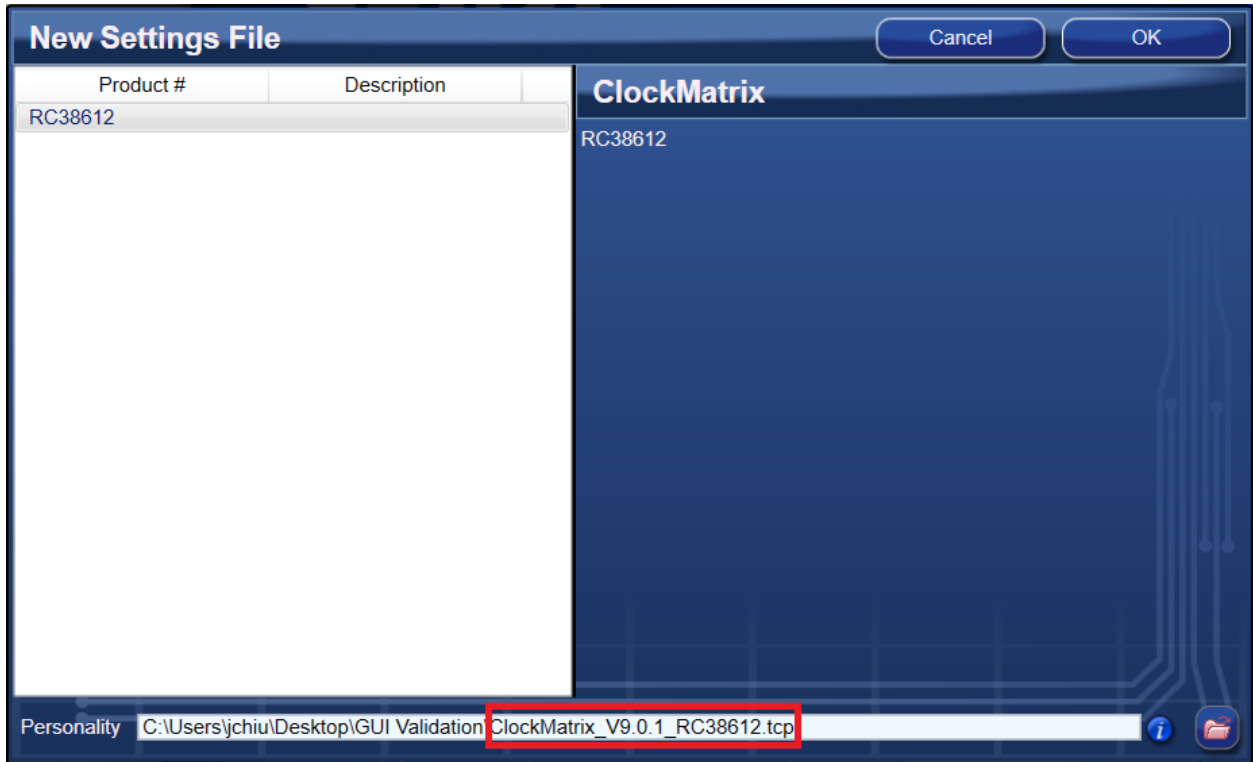 New Settings File
Cancel
OK
Product #
Description
ClockMatrix
RC38612
RC38612
Personality
C:\Users\jchiu\Desktop\GUI Validation\ClockMatrix_V9.0.1_RC38612.tcp
i